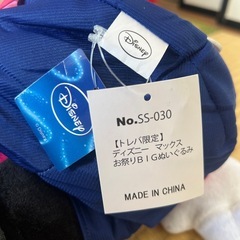 Disney
Disney
No.SS-030
【トレバ限定】
ディズニー マックス
お祭りBIGぬいぐるみ
MADE IN CHINA